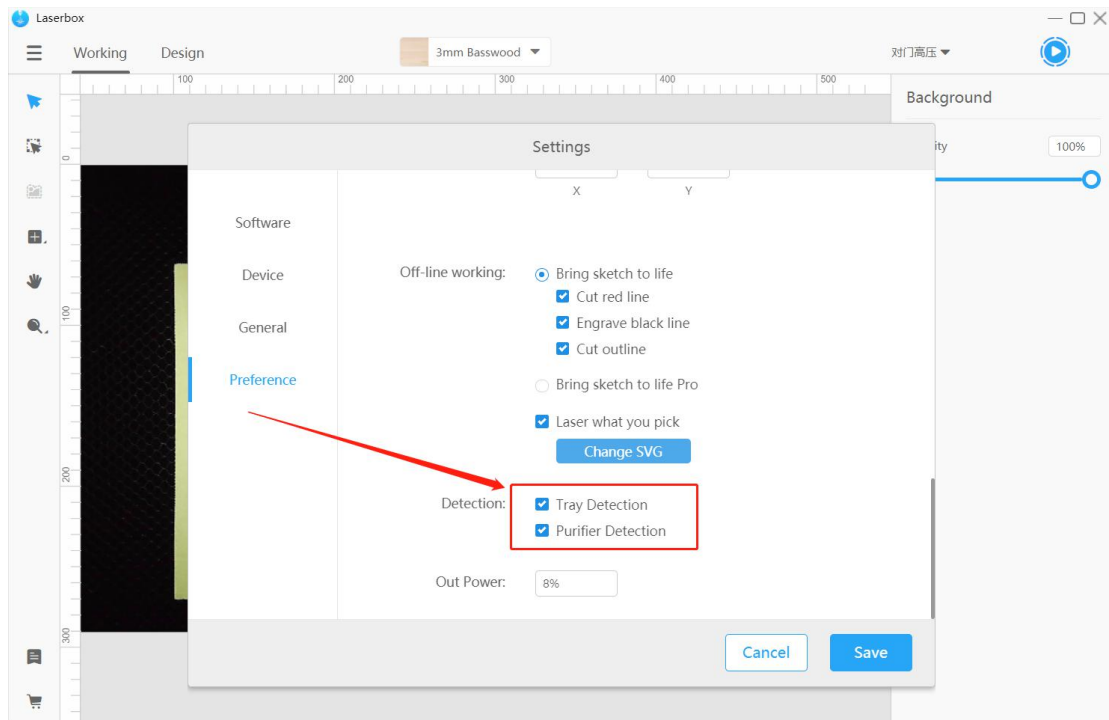 Laserbox
Working Design 3mm Basswood 对门高压
100 200 300 400 500
Background
Settings
ity 100%
0
X Y
Software
Off-line working: Bring sketch to life
Device
Cut red line
100
Engrave black line
General
Cut outline
Preference
Bring sketch to life Pro
Laser what you pick
Change SVG
200
Detection: Tray Detection
Purifier Detection
Out Power: 8%
300
Cancel Save